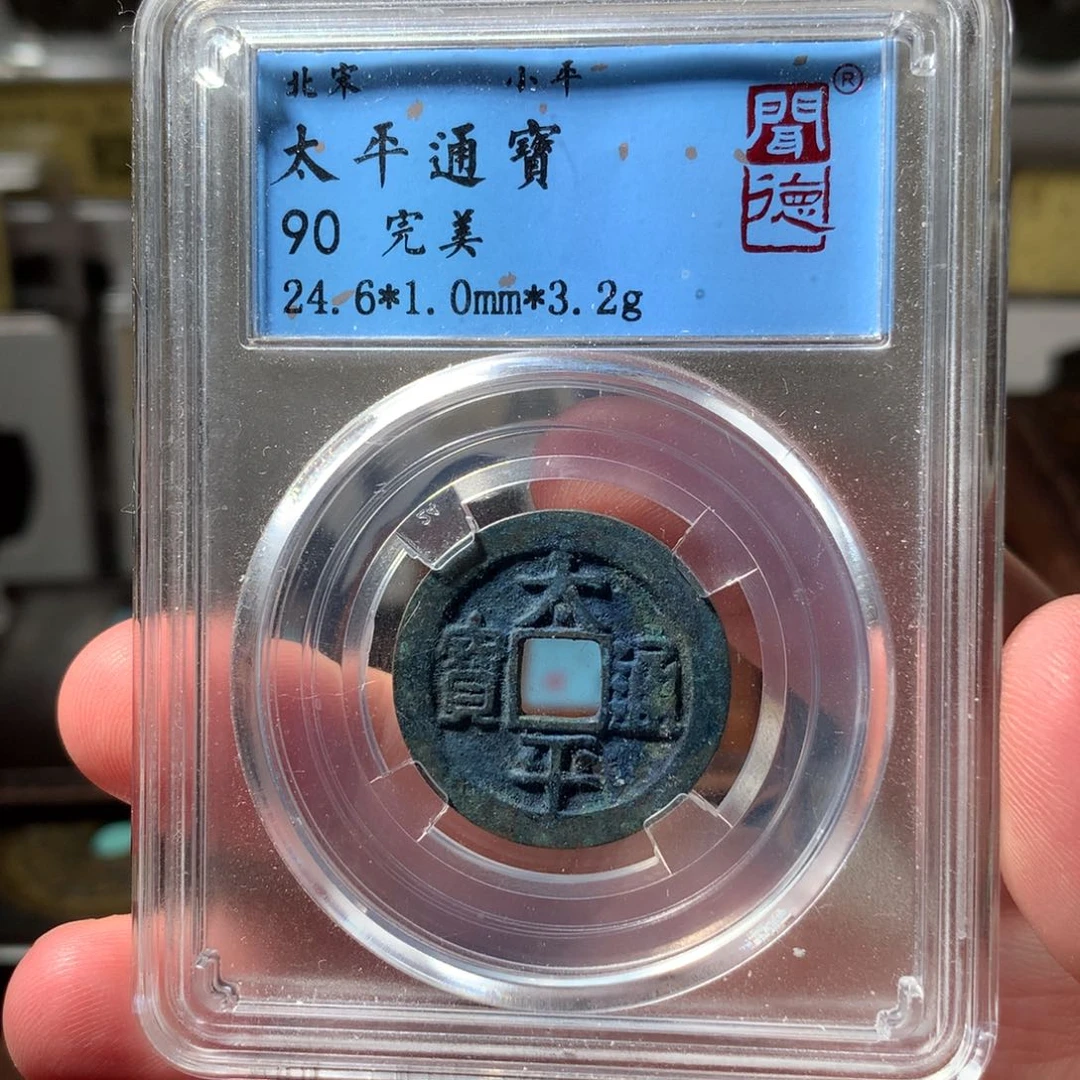 北宋 小平
太平通寶
90 完美
24.6*1.0mm*3.2g
聞德®
太平通寶